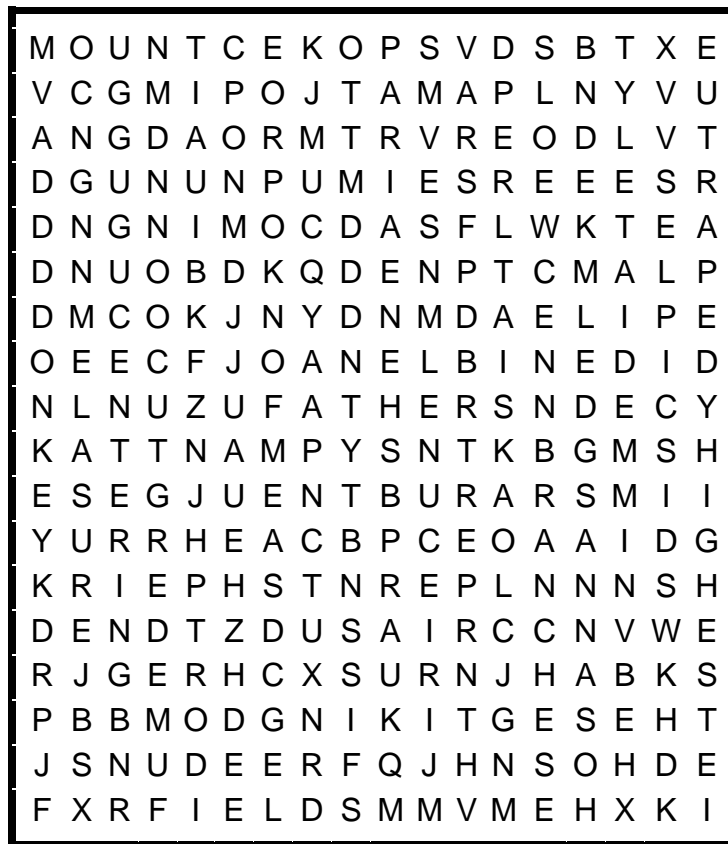 M O U N T C E K O P S V D S B T X E
V C G M I P O J T A M A P L N Y V U
A N G D A O R M T R V R E O D L V T
D G U N U N P U M I E S R E E E S R
D N G N I M O C D A S F L W K T E A
D N U O B D K Q D E N P T C M A L P
D M C O K J N Y D N M D A E L I P E
O E E C F J O A N E L B I N E D I D
N L N U Z U F A T H E R S N D E C Y
K A T T N A M P Y S N T K B G M S H
E S E G J U E N T B U R A R S M I I
Y U R R H E A C B P C E O A A I D G
K R I E P H S T N R E P L N N N S H
D E N D T Z D U S A I R C C N V W E
R J G E R H C X S U R N J H A B K S
P B B M O D G N I K I T G E S E H T
J S N U D E E R F Q J H N S O H D E
F X R F I E L D S M M V M E H X K I